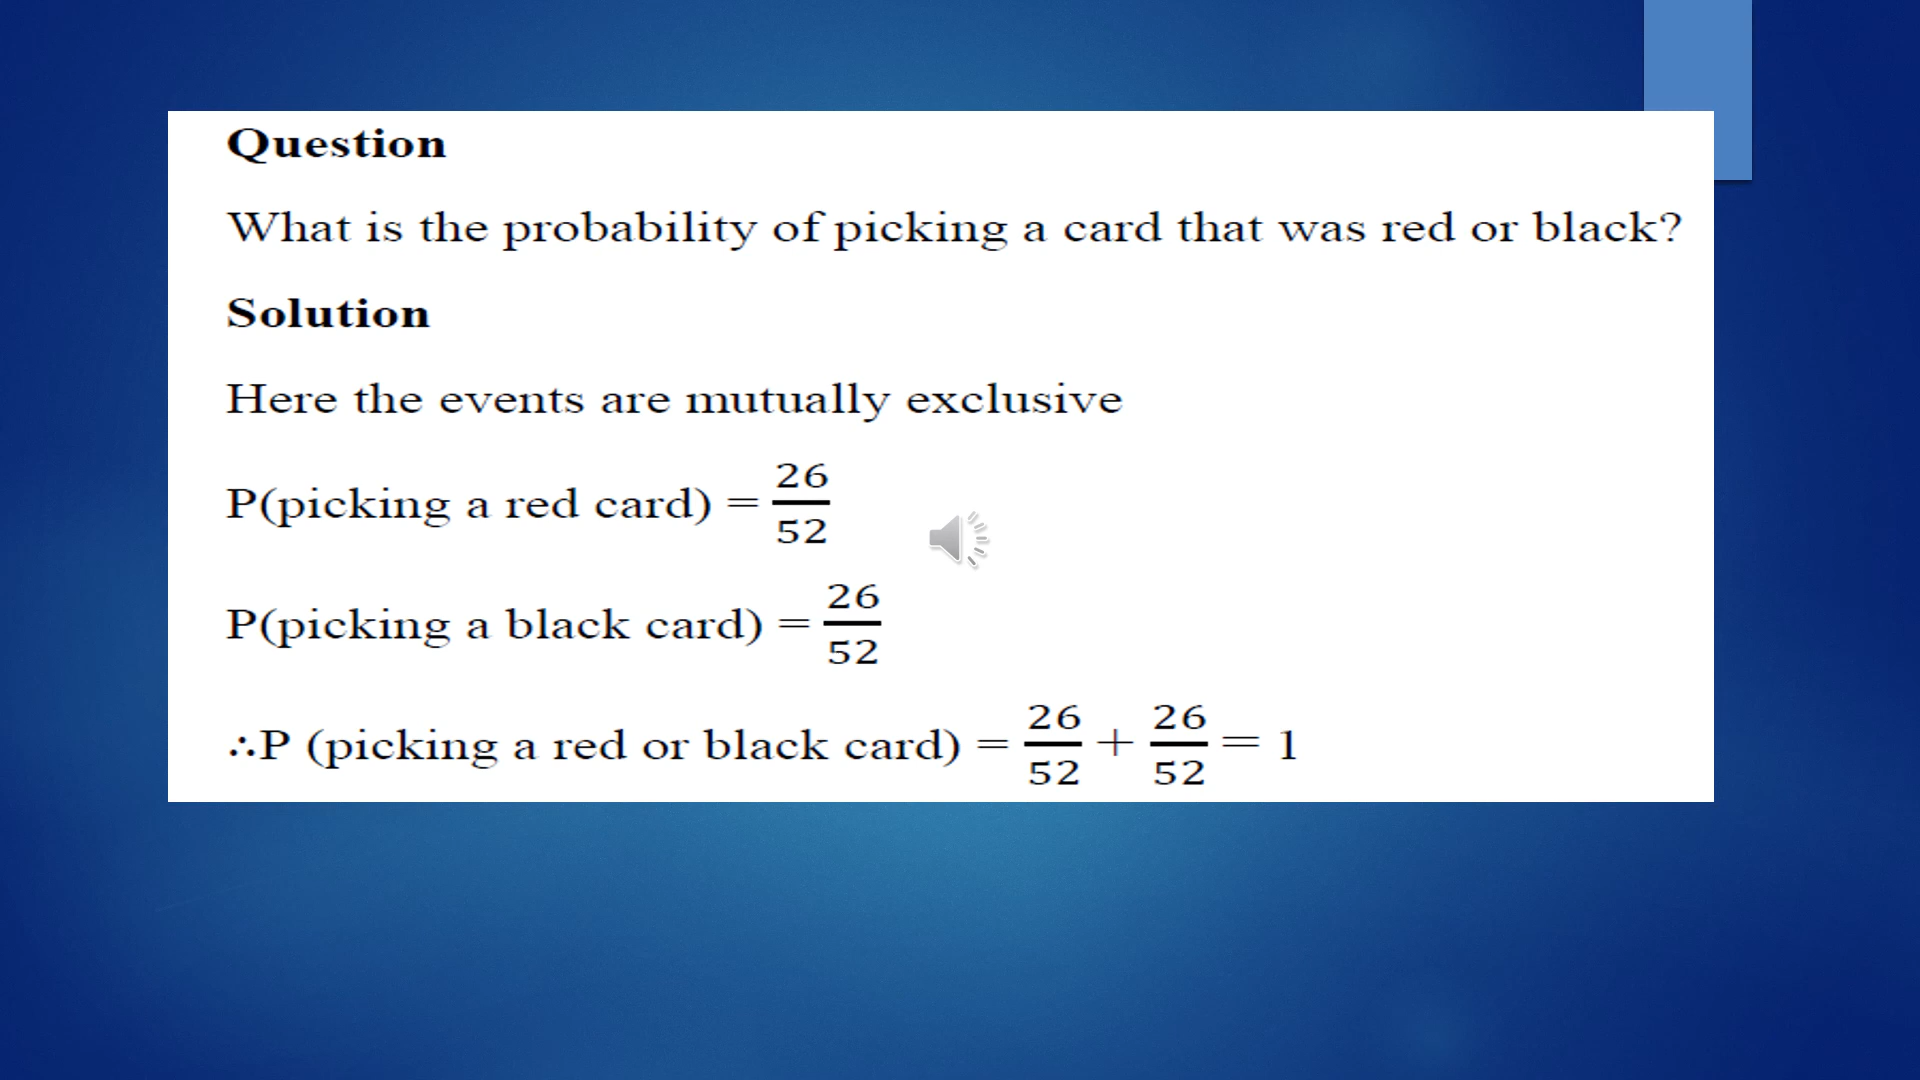 Question
What is the probability of picking a card that was red or black?
Solution
Here the events are mutually exclusive
P(picking a red card) = 26/52
P(picking a black card) = 26/52
∴P (picking a red or black card) = 26/52 + 26/52 = 1